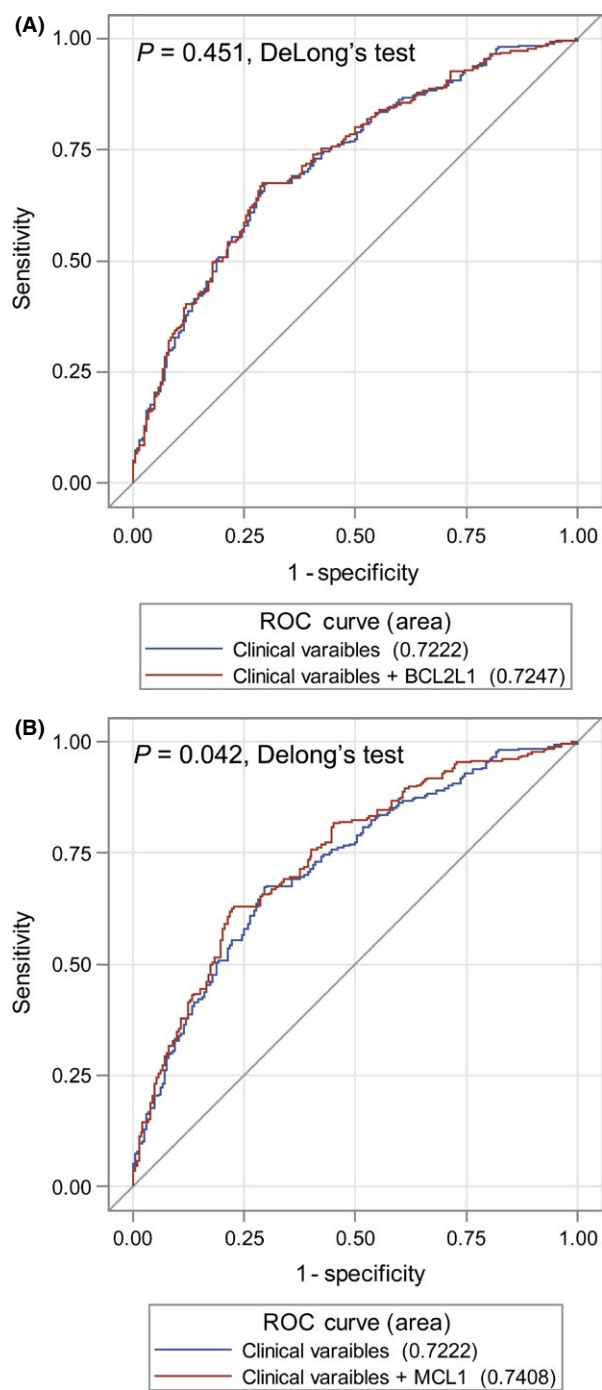 (A)
P = 0.451, DeLong's test
1.00
0.75
0.50
0.25
0.00
Sensitivity
0.00 0.25 0.50 0.75 1.00
1 - specificity
ROC curve (area)
Clinical varaibles (0.7222)
Clinical varaibles + BCL2L1 (0.7247)
(B)
P = 0.042, Delong's test
1.00
0.75
0.50
0.25
0.00
Sensitivity
0.00 0.25 0.50 0.75 1.00
1 - specificity
ROC curve (area)
Clinical varaibles (0.7222)
Clinical varaibles + MCL1 (0.7408)